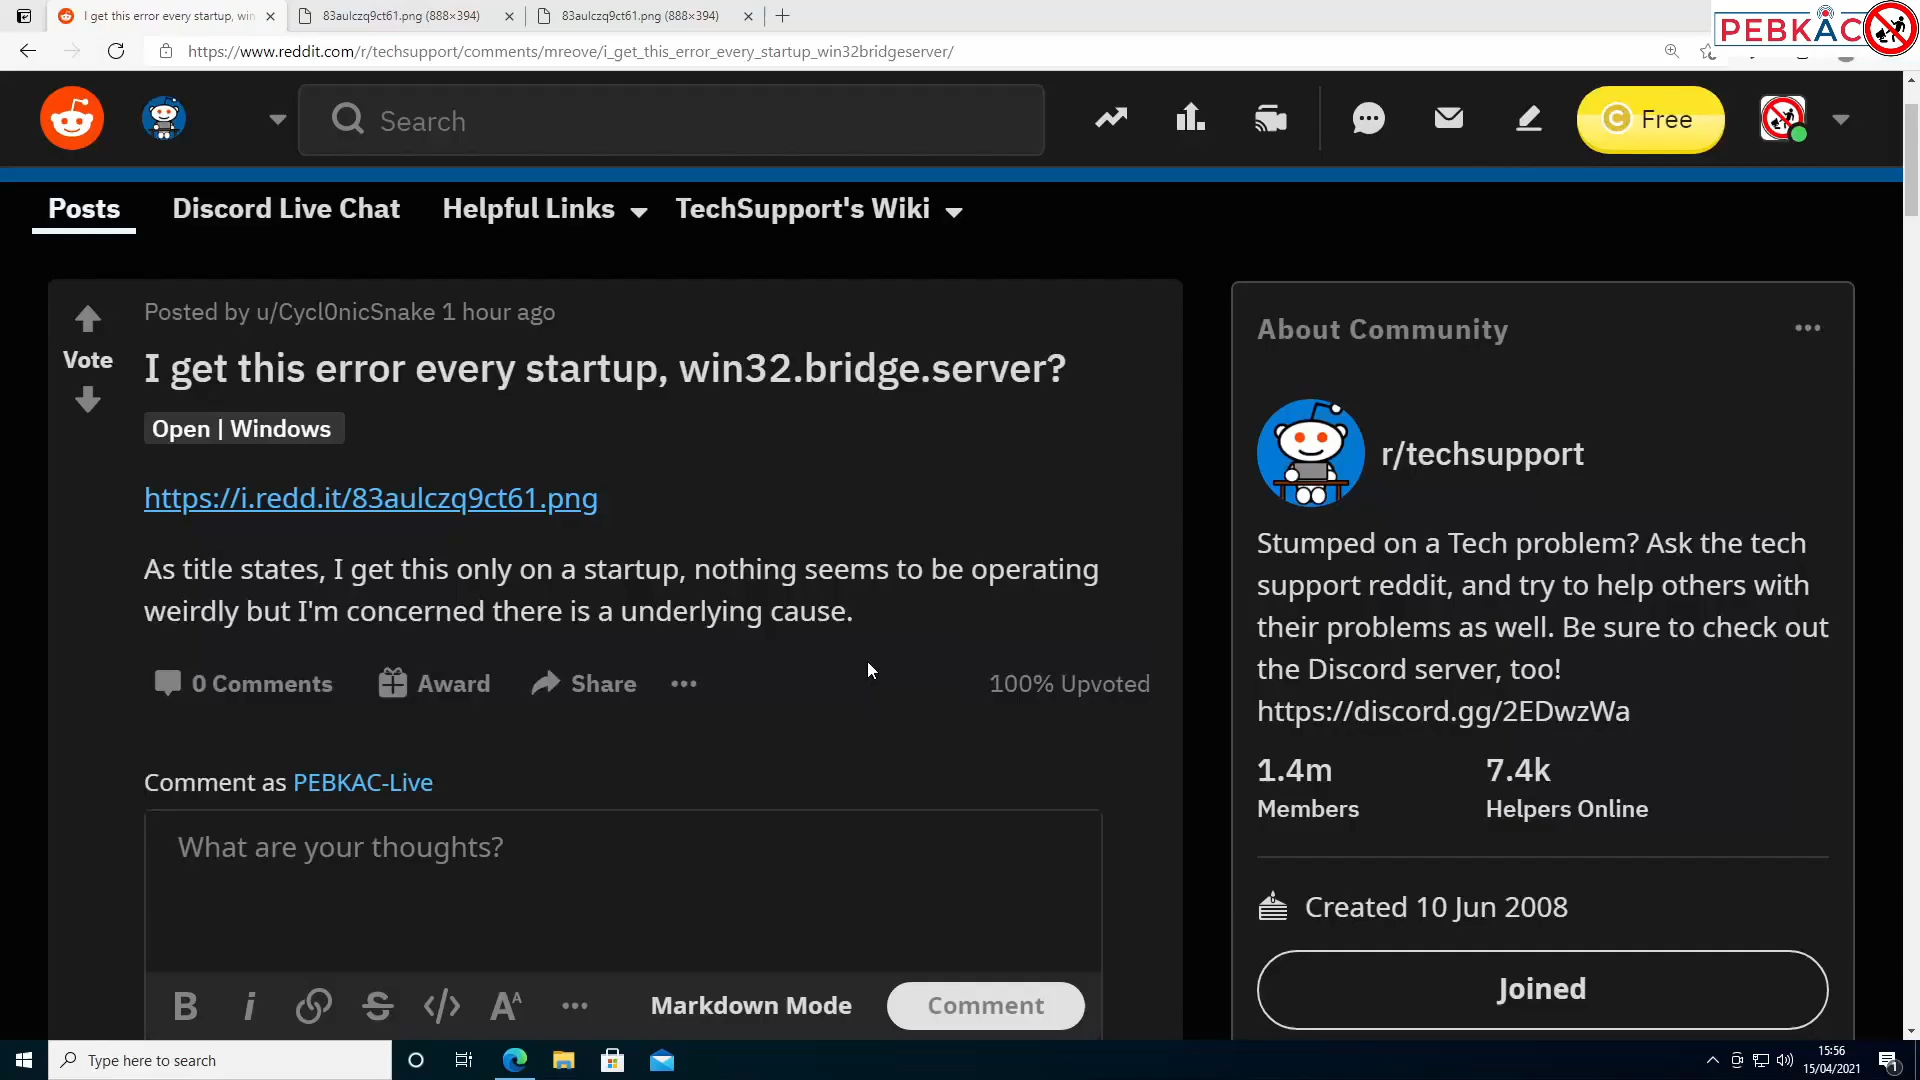 I get this error every startup, win
83aulczq9ct61.png (888×394)
83aulczq9ct61.png (888×394)
PEBKAC
https://www.reddit.com/r/techsupport/comments/mreove/i_get_this_error_every_startup_win32bridgeserver/
Search
Free
Posts
Discord Live Chat
Helpful Links
TechSupport's Wiki
Posted by u/Cycl0nicSnake 1 hour ago
Vote
I get this error every startup, win32.bridge.server?
Open | Windows
https://i.redd.it/83aulczq9ct61.png
As title states, I get this only on a startup, nothing seems to be operating
weirdly but I'm concerned there is a underlying cause.
0 Comments
Award
Share
100% Upvoted
Comment as PEBKAC-Live
What are your thoughts?
B i S </> A A
Markdown Mode
Comment
About Community
r/techsupport
Stumped on a Tech problem? Ask the tech
support reddit, and try to help others with
their problems as well. Be sure to check out
the Discord server, too!
https://discord.gg/2EDwzWa
1.4m
Members
7.4k
Helpers Online
Created 10 Jun 2008
Joined
Type here to search
15:56
15/04/2021
1